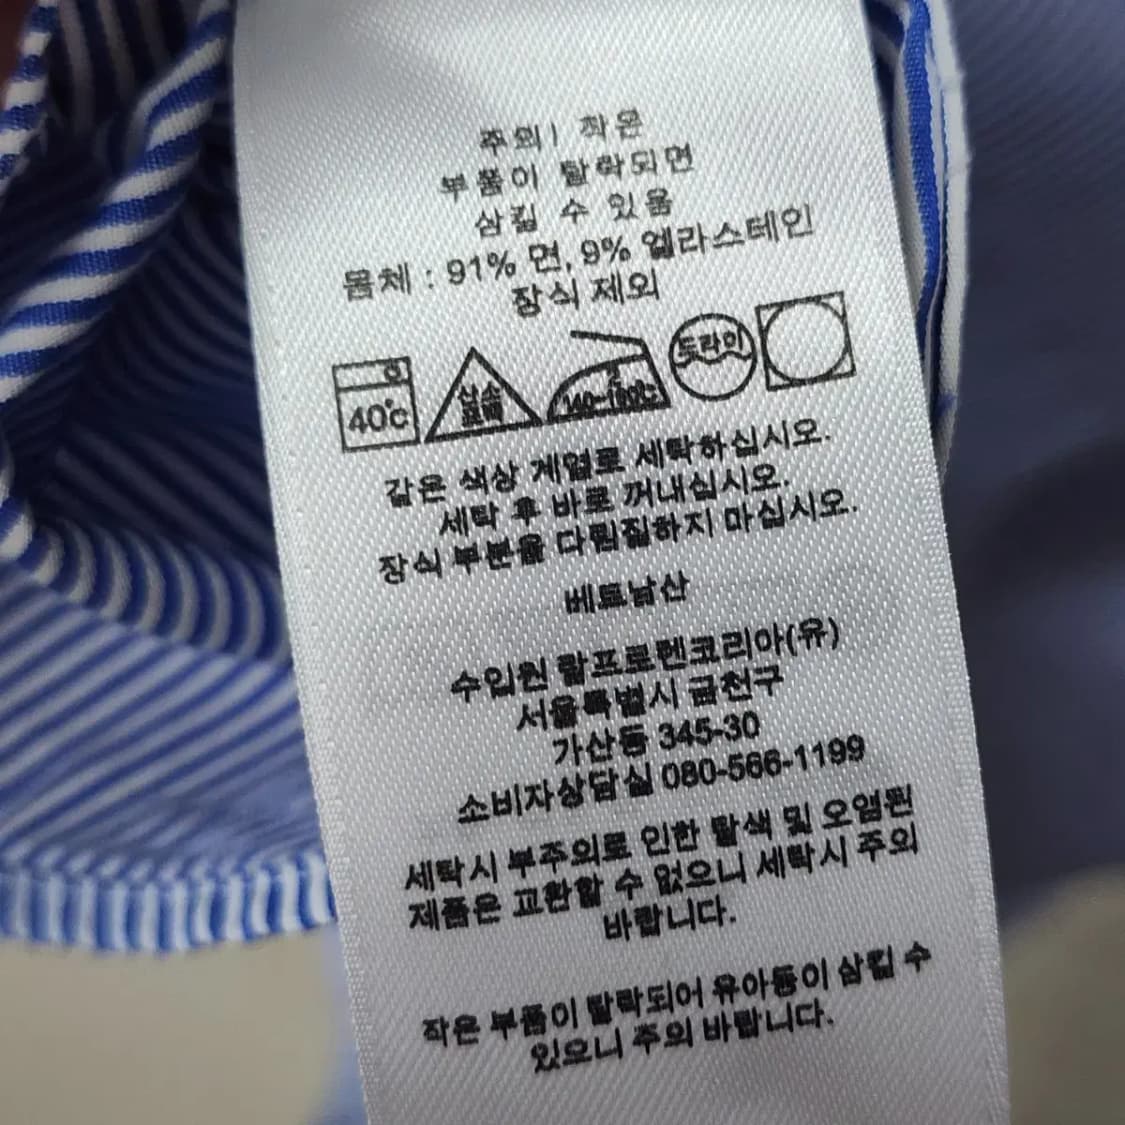 주의! 작은
부품이 탈락되면
삼킬 수 있음
몸체 : 91% 면, 9% 엘라스테인
장식 제외
40℃
산소
표백
2
140~160℃
드라이
같은 색상 계열로 세탁하십시오.
세탁 후 바로 꺼내십시오.
장식 부분을 다림질하지 마십시오.
베트남산
수입원 랄프로렌코리아(유)
서울특별시 금천구
가산동 345-30
소비자상담실 080-566-1199
세탁시 부주의로 인한 탈색 및 오염된
제품은 교환할 수 없으니 세탁시 주의
바랍니다.
작은 부품이 탈락되어 유아동이 삼킬 수
있으니 주의 바랍니다.